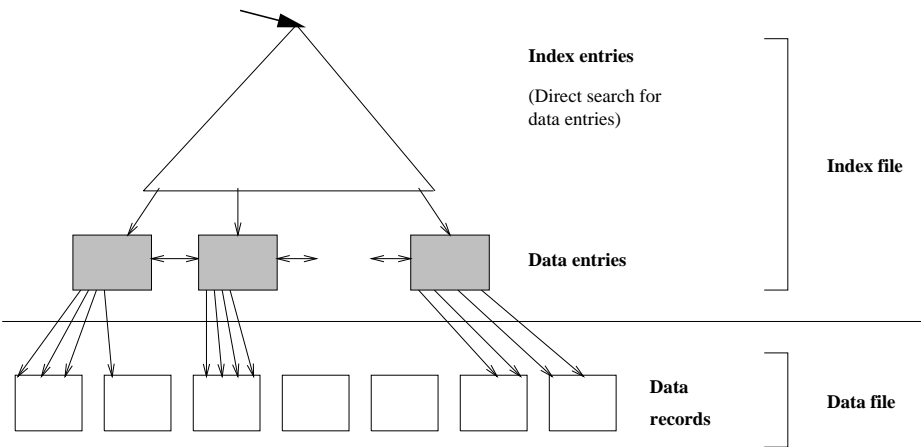 Index entries
(Direct search for
data entries)
Index file
Data entries
Data
records
Data file